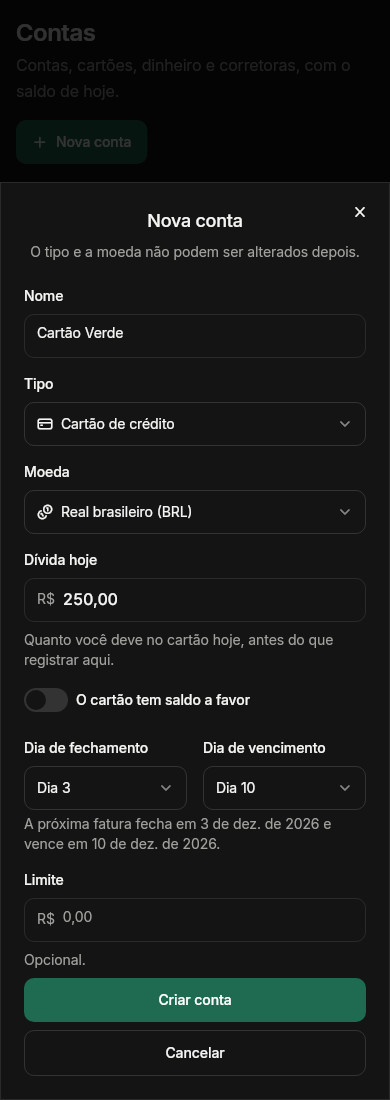 Contas
Contas, cartões, dinheiro e corretoras, com o
saldo de hoje.
Nova conta
Nova conta
O tipo e a moeda não podem ser alterados depois.
Nome
Cartão Verde
Tipo
Cartão de crédito
Moeda
Real brasileiro (BRL)
Dívida hoje
R$ 250,00
Quanto você deve no cartão hoje, antes do que
registrar aqui.
O cartão tem saldo a favor
Dia de fechamento Dia de vencimento
Dia 3 Dia 10
A próxima fatura fecha em 3 de dez. de 2026 e
vence em 10 de dez. de 2026.
Limite
R$ 0,00
Opcional.
Criar conta
Cancelar